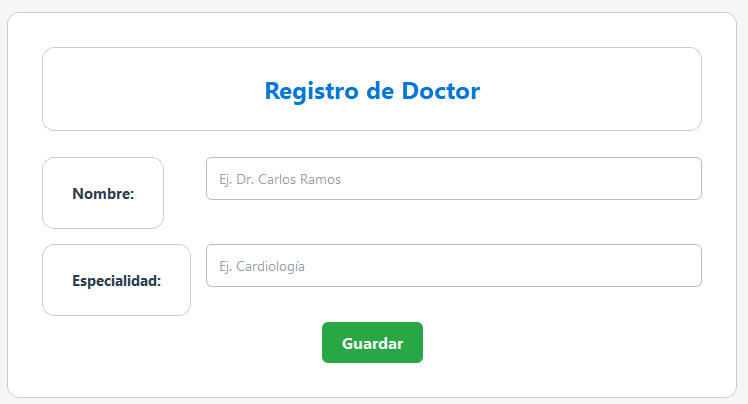 Registro de Doctor
Nombre:
Ej. Dr. Carlos Ramos
Especialidad:
Ej. Cardiología
Guardar